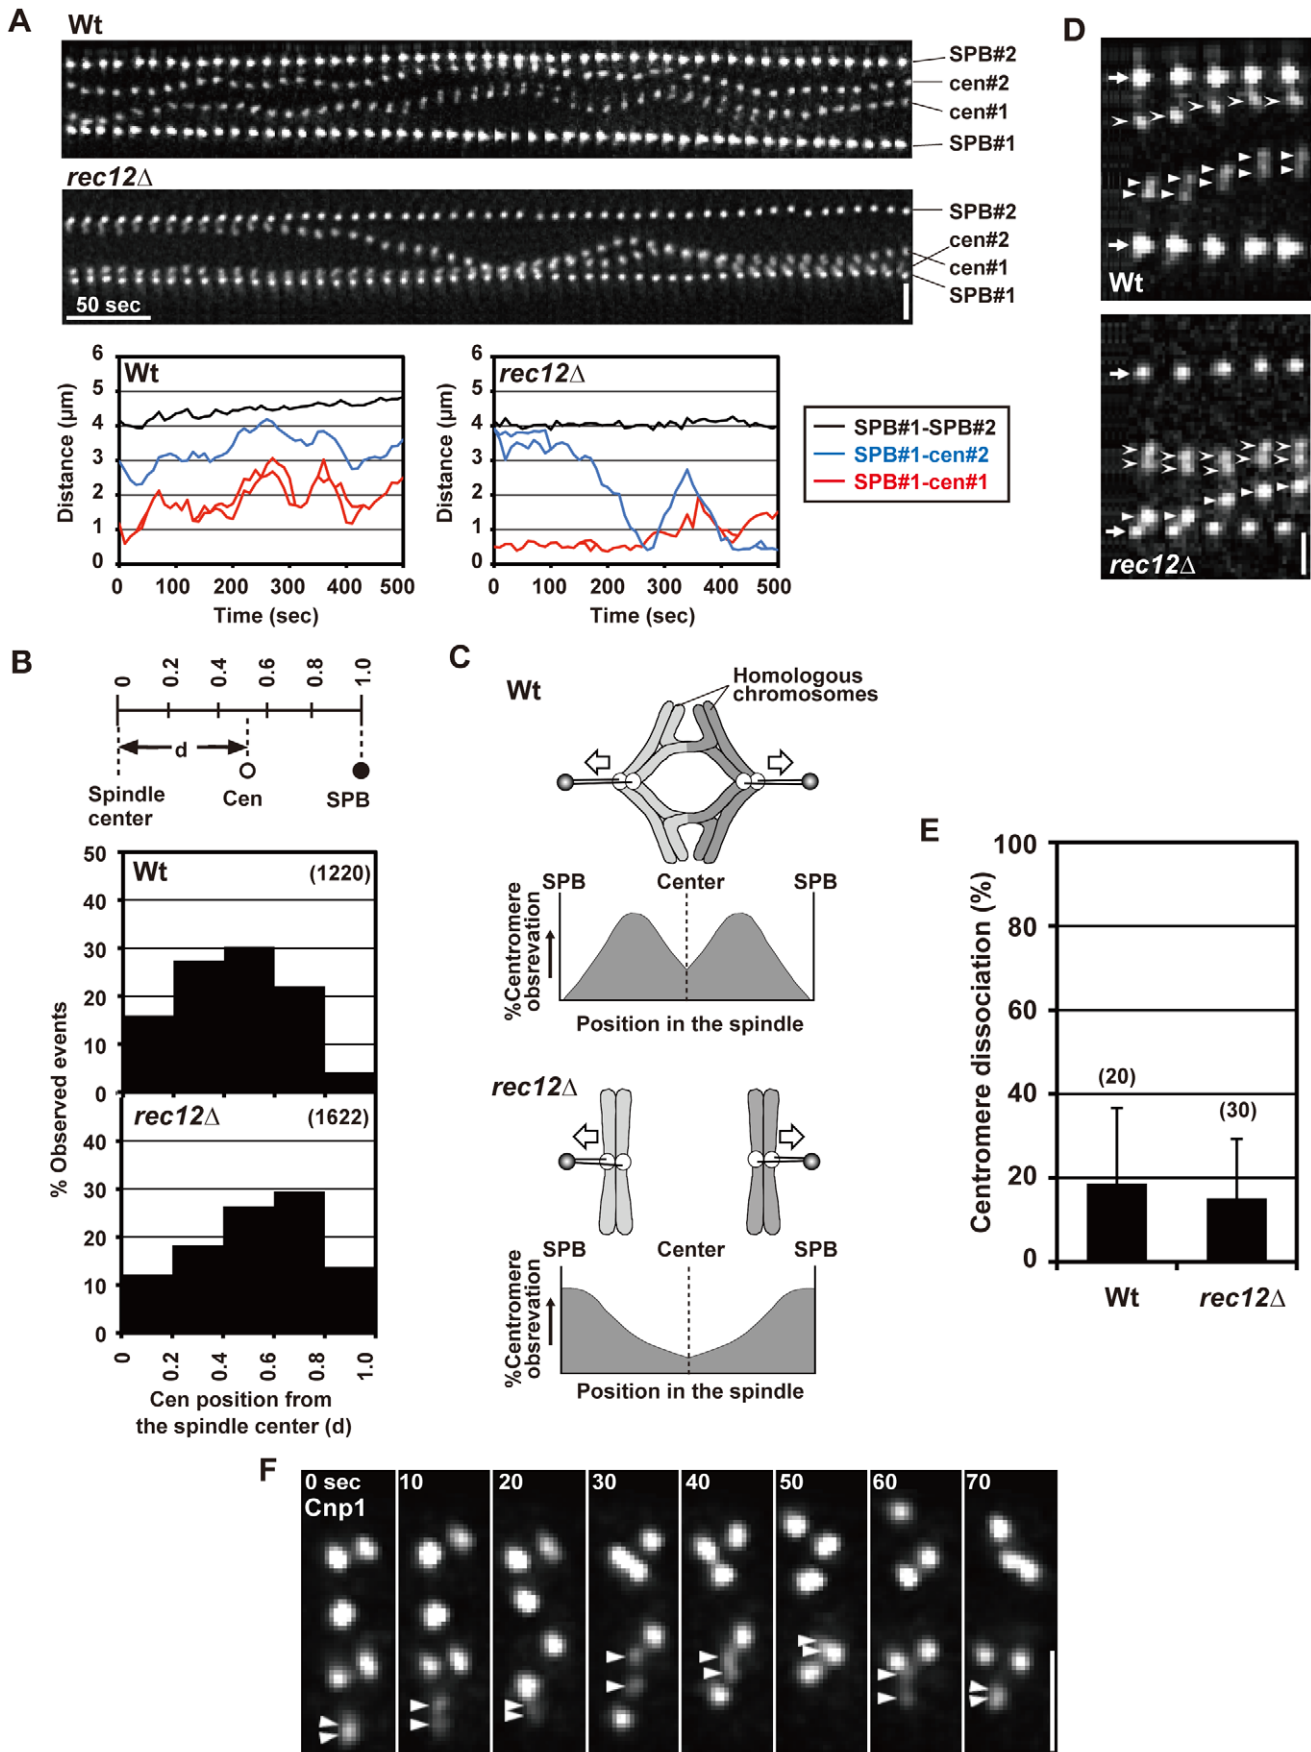 A
Wt
SPB#2
cen#2
cen#1
SPB#1
rec12Δ
SPB#2
cen#2
cen#1
SPB#1
50 sec
Wt
Distance (μm)
6
5
4
3
2
1
0
0 100 200 300 400 500
Time (sec)
rec12Δ
Distance (μm)
6
5
4
3
2
1
0
0 100 200 300 400 500
Time (sec)
SPB#1-SPB#2
SPB#1-cen#2
SPB#1-cen#1
D
Wt
rec12Δ
B
0 0.2 0.4 0.6 0.8 1.0
d
Spindle
center
Cen
SPB
% Observed events
50
40
30
20
10
0
Wt
(1220)
40
30
20
10
0
rec12Δ
(1622)
0 0.2 0.4 0.6 0.8 1.0
Cen position from
the spindle center (d)
C
Wt
Homologous
chromosomes
SPB Center SPB
%Centromere
obsrevation
Position in the spindle
rec12Δ
SPB Center SPB
%Centromere
obsrevation
Position in the spindle
E
Centromere dissociation (%)
100
80
60
40
20
0
(20)
(30)
Wt rec12Δ
F
0 sec 10 20 30 40 50 60 70
Cnp1